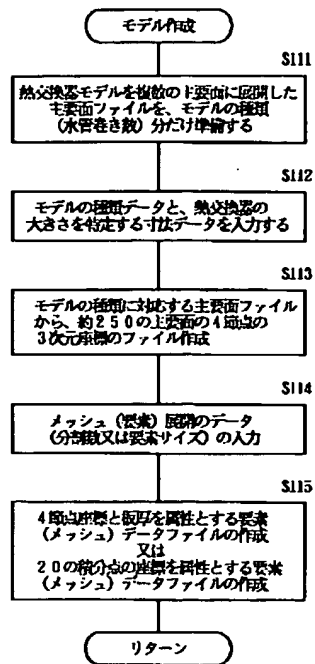 モデル作成
S111
熱交換器モデルを複数の主要面に展開した
主要面ファイルを、モデルの種類
(水管巻き数)分だけ準備する
S112
モデルの種類データと、熱交換器の
大きさを特定する寸法データを入力する
S113
モデルの種類に対応する主要面ファイル
から、約250の主要面の4節点の
3次元座標のファイル作成
S114
メッシュ(要素)展開のデータ
(分割数又は要素サイズ)の入力
S115
4節点座標と板厚を属性とする要素
(メッシュ)データファイルの作成
又は
20の積分点の座標を属性とする要素
(メッシュ)データファイルの作成
リターン